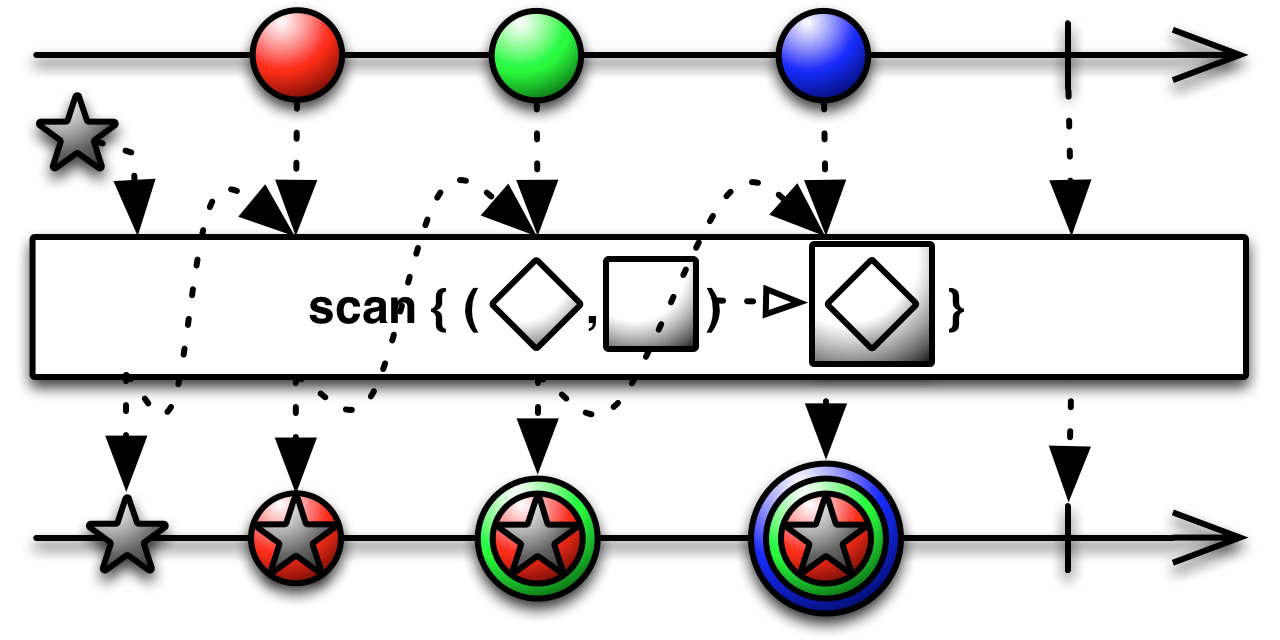 scan { ( , ) }